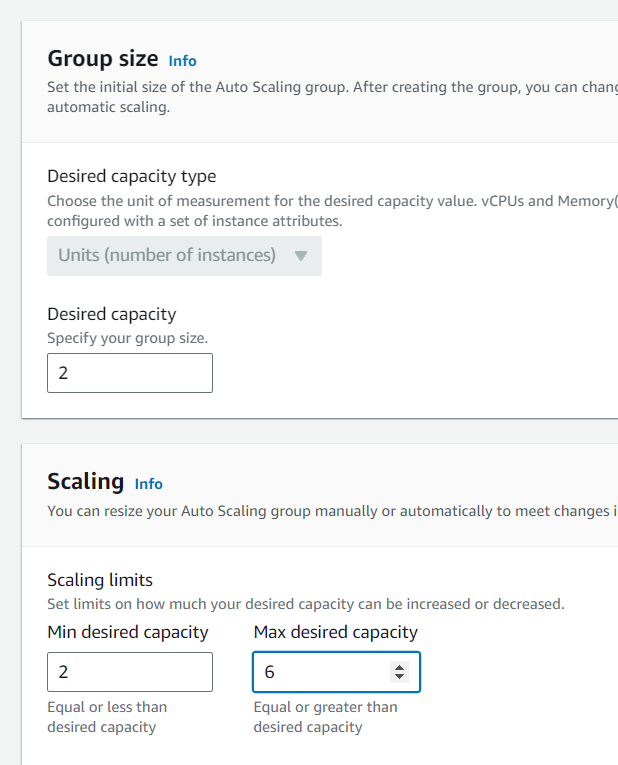 Group size Info
Set the initial size of the Auto Scaling group. After creating the group, you can chang
automatic scaling.
Desired capacity type
Choose the unit of measurement for the desired capacity value. vCPUs and Memory(
configured with a set of instance attributes.
Units (number of instances)
Desired capacity
Specify your group size.
2
Scaling Info
You can resize your Auto Scaling group manually or automatically to meet changes i
Scaling limits
Set limits on how much your desired capacity can be increased or decreased.
Min desired capacity
2
Equal or less than
desired capacity
Max desired capacity
6
Equal or greater than
desired capacity